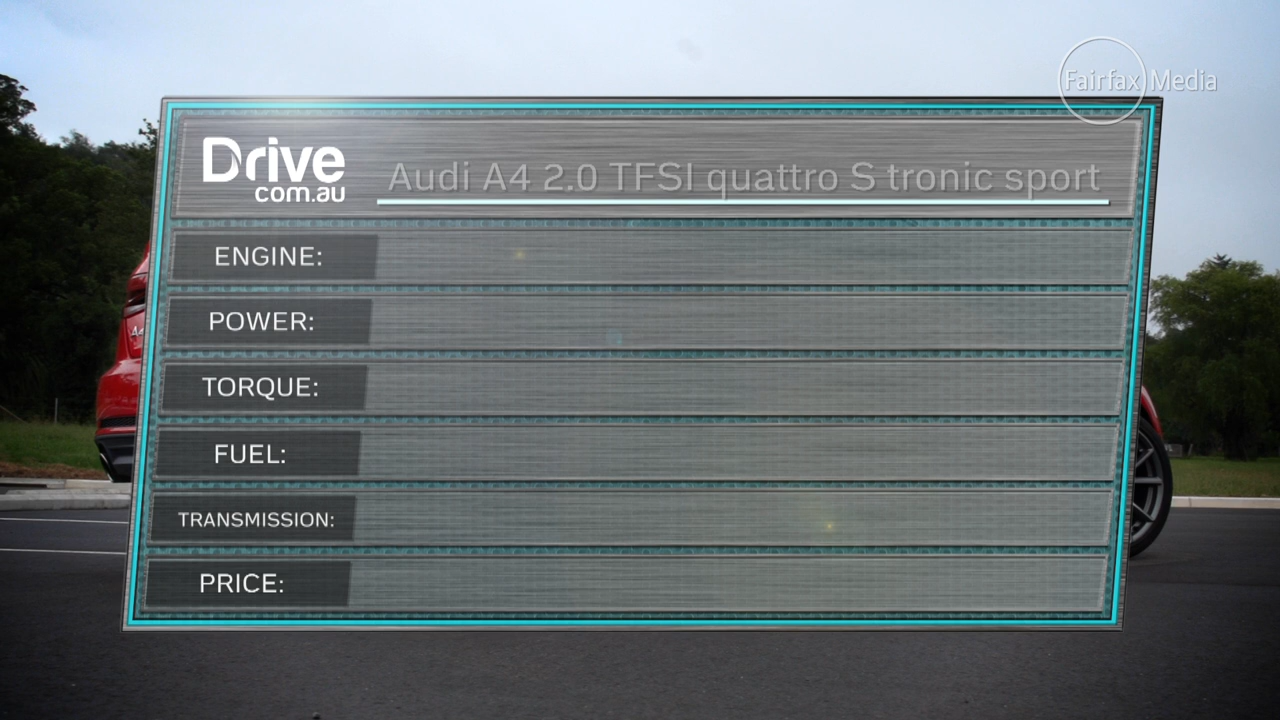 Fairfax Media
Drive
com.au
Audi A4 2.0 TFSI quattro S tronic sport
ENGINE:
POWER:
TORQUE:
FUEL:
TRANSMISSION:
PRICE:
A4